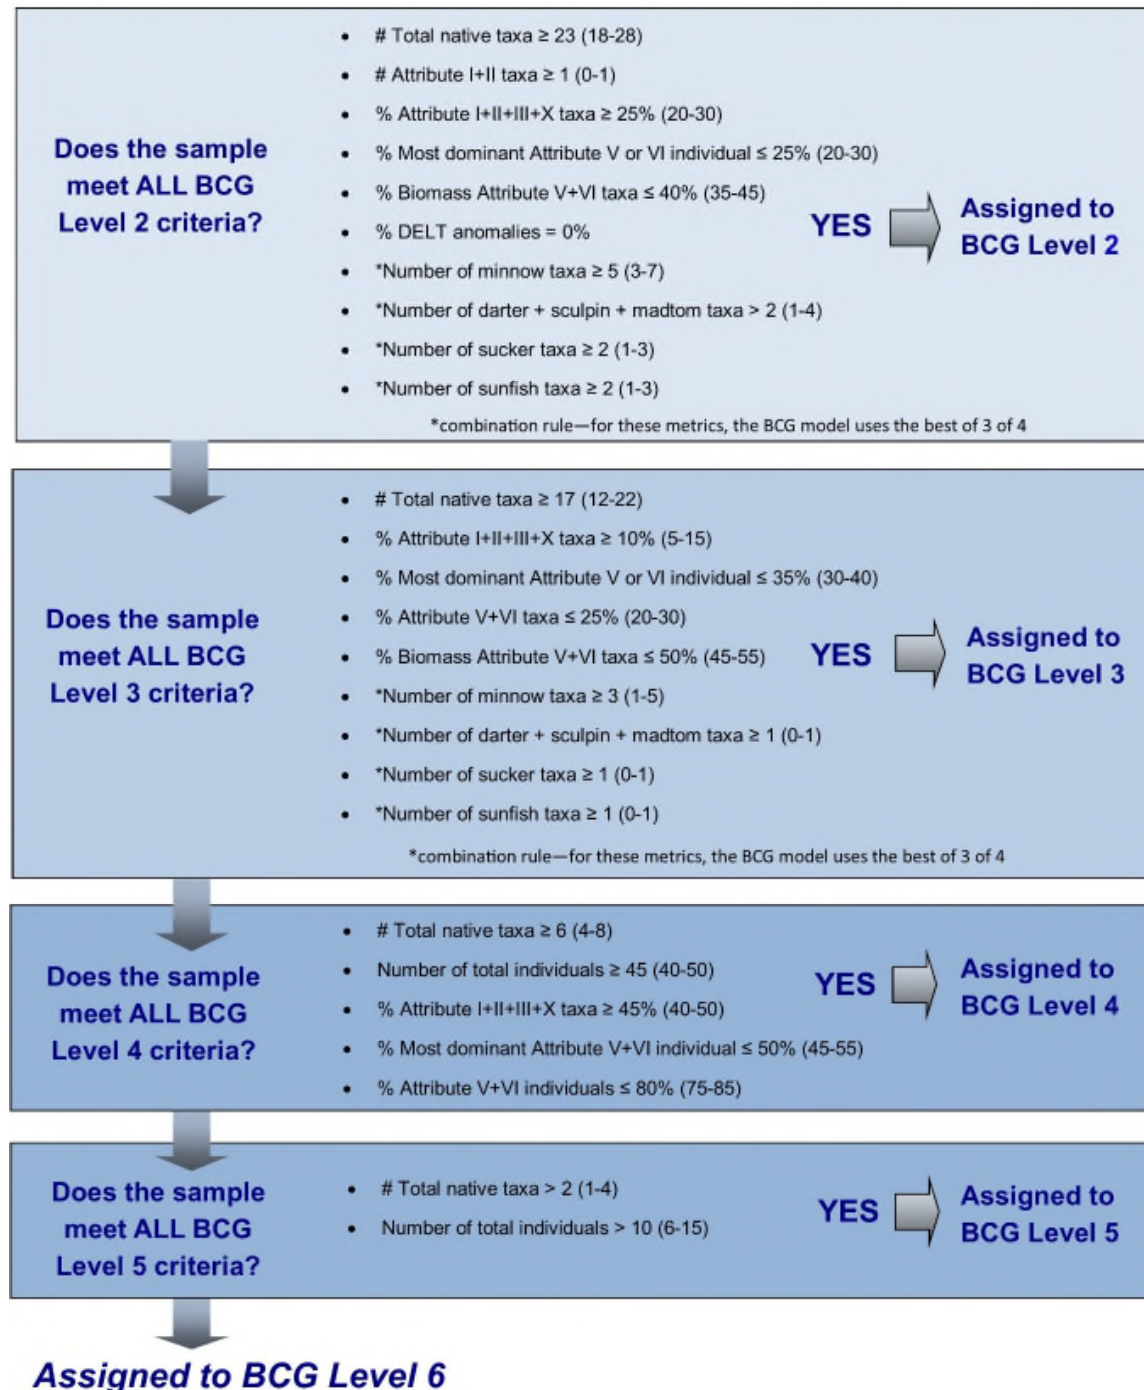 Does the sample
meet ALL BCG
Level 2 criteria?
• # Total native taxa ≥ 23 (18-28)
• # Attribute I+II taxa ≥ 1 (0-1)
• % Attribute I+II+III+X taxa ≥ 25% (20-30)
• % Most dominant Attribute V or VI individual ≤ 25% (20-30)
• % Biomass Attribute V+VI taxa ≤ 40% (35-45)
• % DELT anomalies = 0%
• *Number of minnow taxa ≥ 5 (3-7)
• *Number of darter + sculpin + madtom taxa > 2 (1-4)
• *Number of sucker taxa ≥ 2 (1-3)
• *Number of sunfish taxa ≥ 2 (1-3)
*combination rule—for these metrics, the BCG model uses the best of 3 of 4
YES
Assigned to
BCG Level 2
Does the sample
meet ALL BCG
Level 3 criteria?
• # Total native taxa ≥ 17 (12-22)
• % Attribute I+II+III+X taxa ≥ 10% (5-15)
• % Most dominant Attribute V or VI individual ≤ 35% (30-40)
• % Attribute V+VI taxa ≤ 25% (20-30)
• % Biomass Attribute V+VI taxa ≤ 50% (45-55)
• *Number of minnow taxa ≥ 3 (1-5)
• *Number of darter + sculpin + madtom taxa ≥ 1 (0-1)
• *Number of sucker taxa ≥ 1 (0-1)
• *Number of sunfish taxa ≥ 1 (0-1)
*combination rule—for these metrics, the BCG model uses the best of 3 of 4
YES
Assigned to
BCG Level 3
Does the sample
meet ALL BCG
Level 4 criteria?
• # Total native taxa ≥ 6 (4-8)
• Number of total individuals ≥ 45 (40-50)
• % Attribute I+II+III+X taxa ≥ 45% (40-50)
• % Most dominant Attribute V+VI individual ≤ 50% (45-55)
• % Attribute V+VI individuals ≤ 80% (75-85)
YES
Assigned to
BCG Level 4
Does the sample
meet ALL BCG
Level 5 criteria?
• # Total native taxa > 2 (1-4)
• Number of total individuals > 10 (6-15)
YES
Assigned to
BCG Level 5
Assigned to BCG Level 6